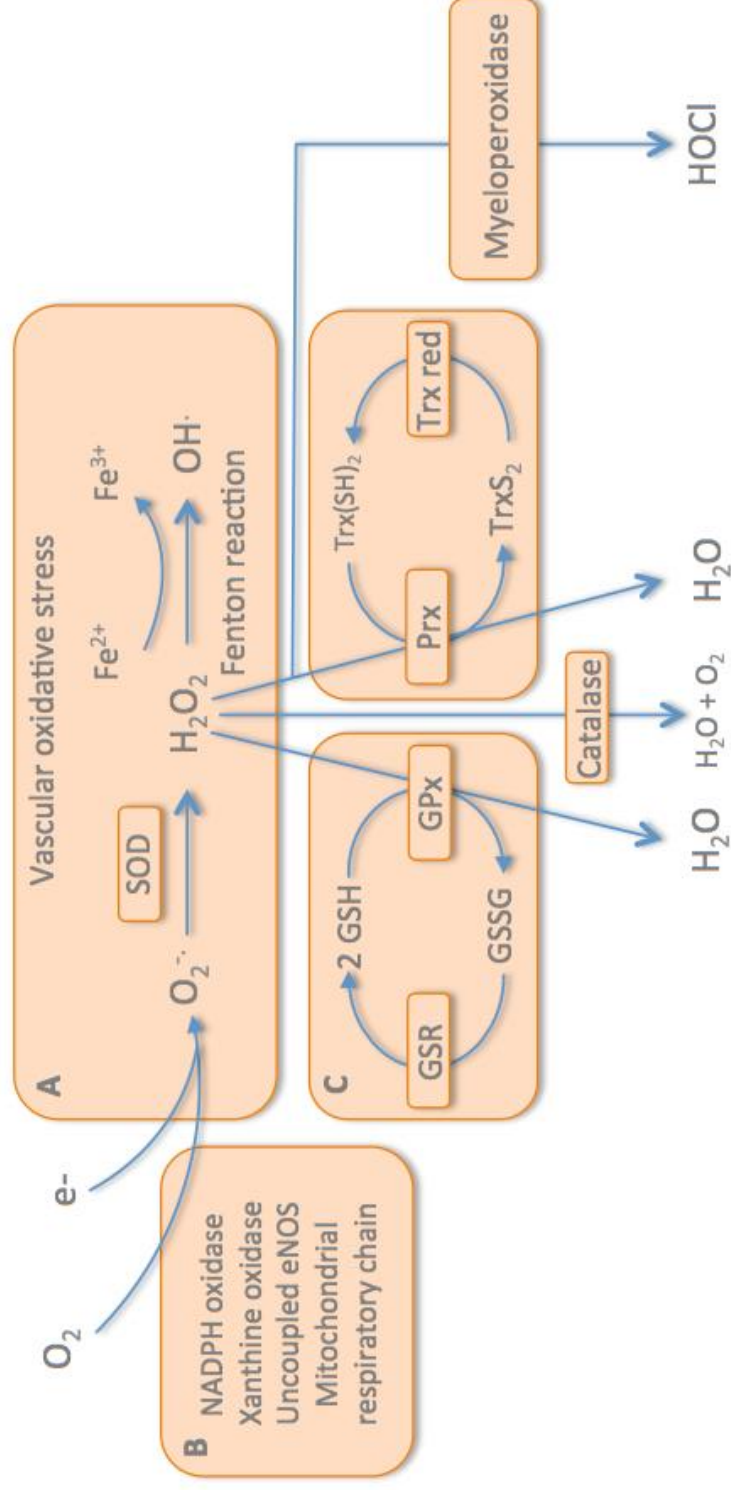 O₂
e-
B
NADPH oxidase
Xanthine oxidase
Uncoupled eNOS
Mitochondrial
respiratory chain
A
Vascular oxidative stress
SOD
Fe²⁺
Fe³⁺
O₂⁻·
H₂O₂
OH·
Fenton reaction
C
2 GSH
GSR
GPx
GSSG
Trx(SH)₂
Prx
Trx red
TrxS₂
Catalase
Myeloperoxidase
H₂O
H₂O + O₂
H₂O
HOCl